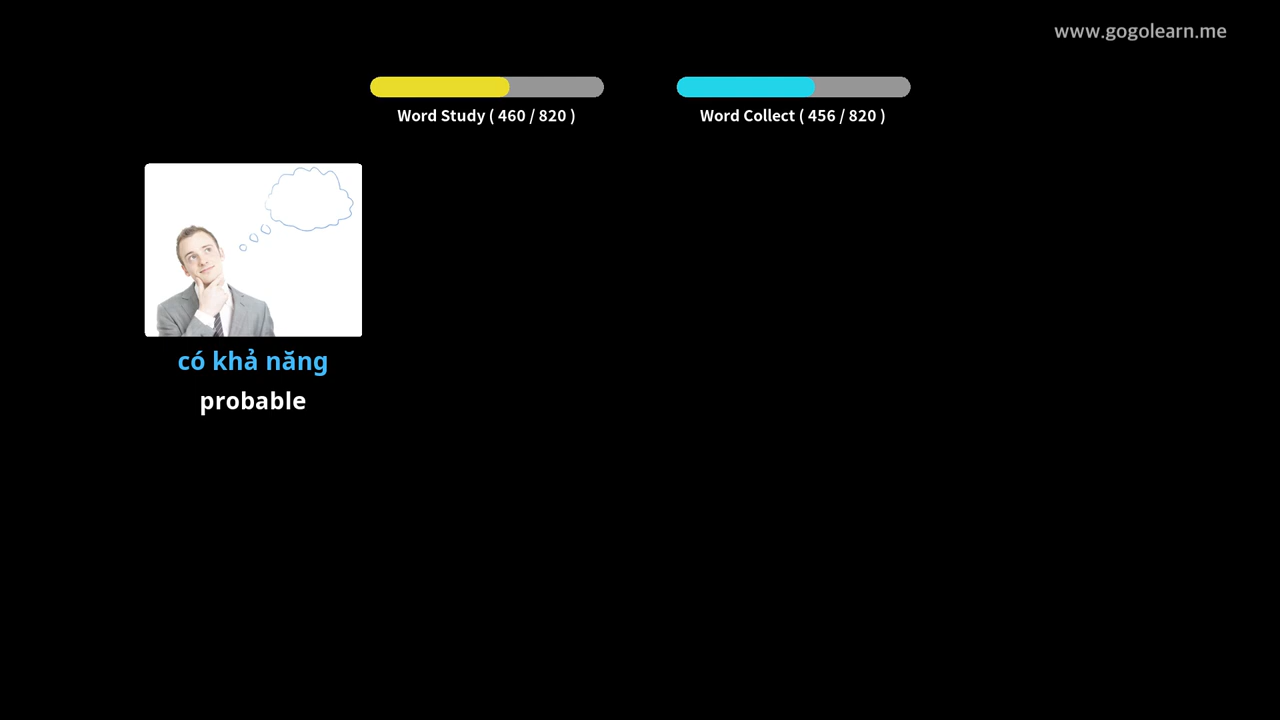 www.gogolearn.me
Word Study ( 460 / 820 )
Word Collect ( 456 / 820 )
có khả năng
probable